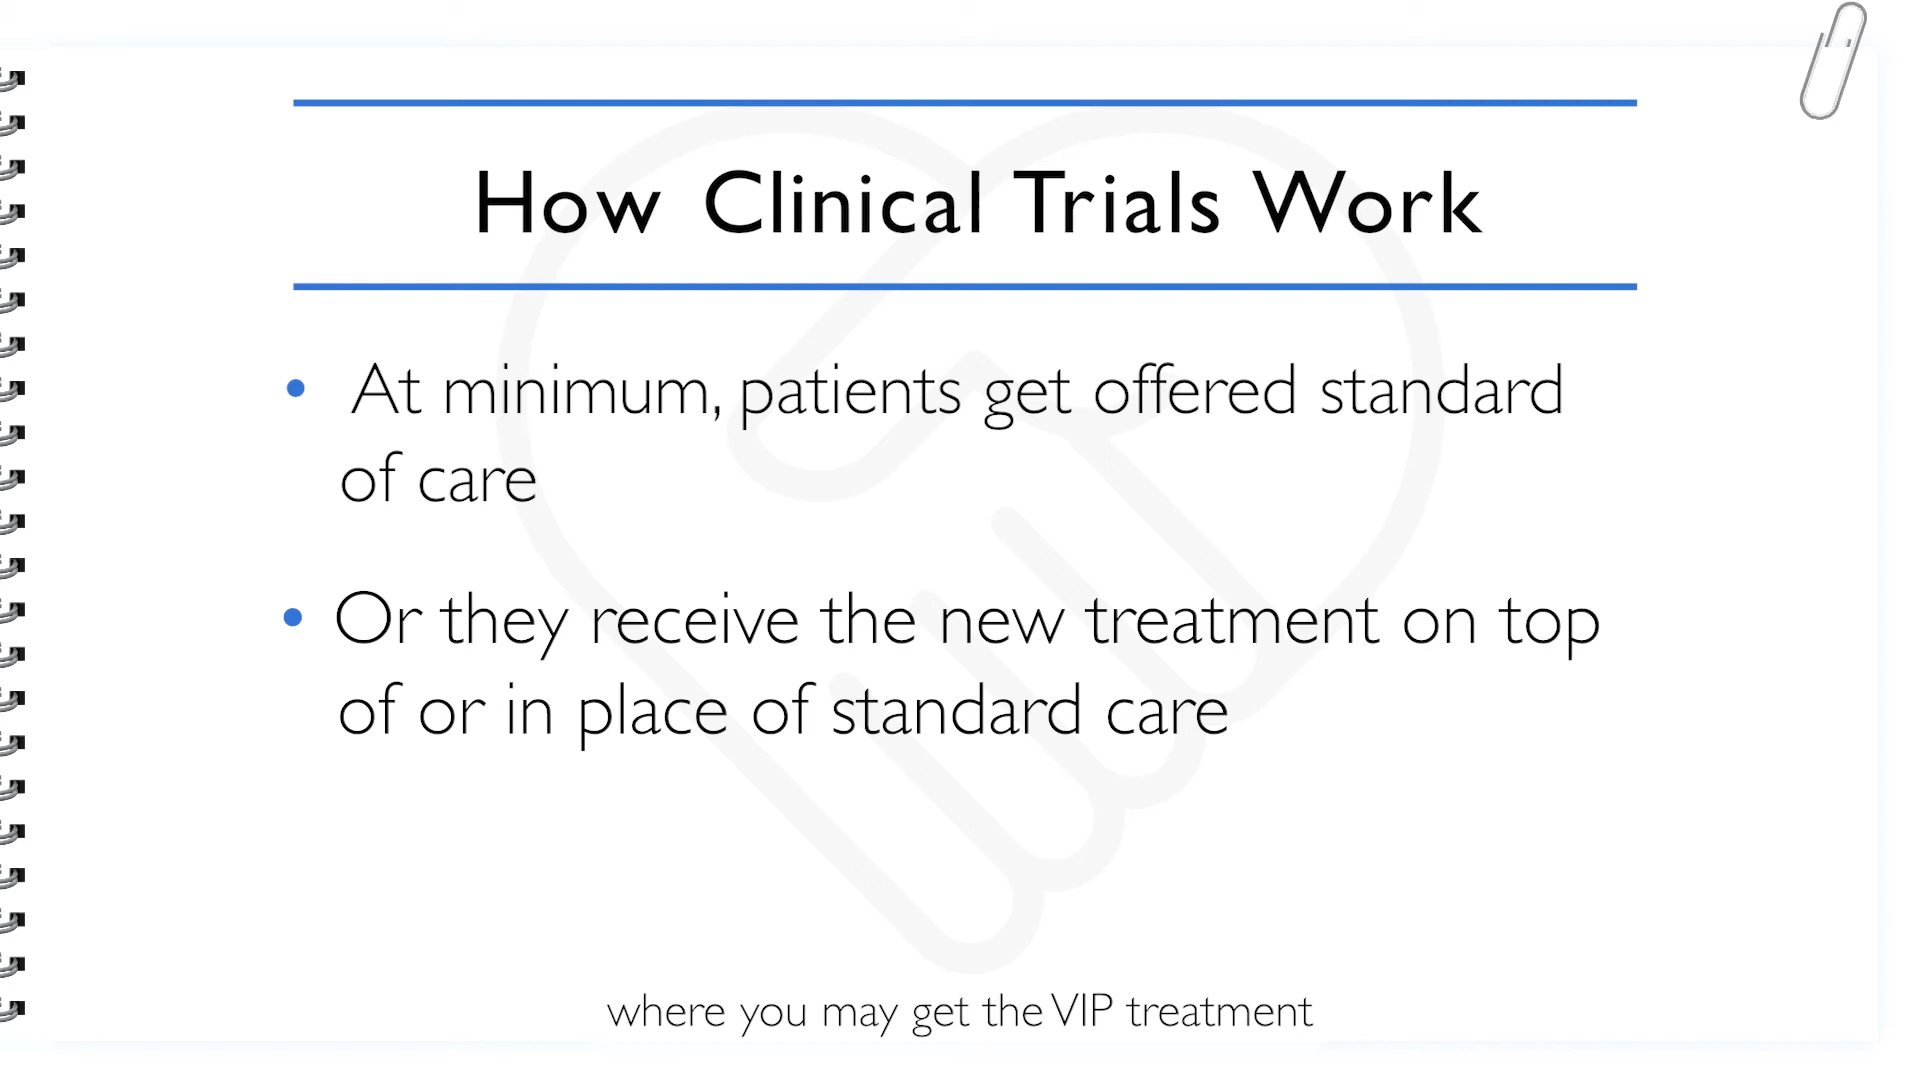 How Clinical Trials Work
• At minimum, patients get offered standard
of care
• Or they receive the new treatment on top
of or in place of standard care
where you may get the VIP treatment